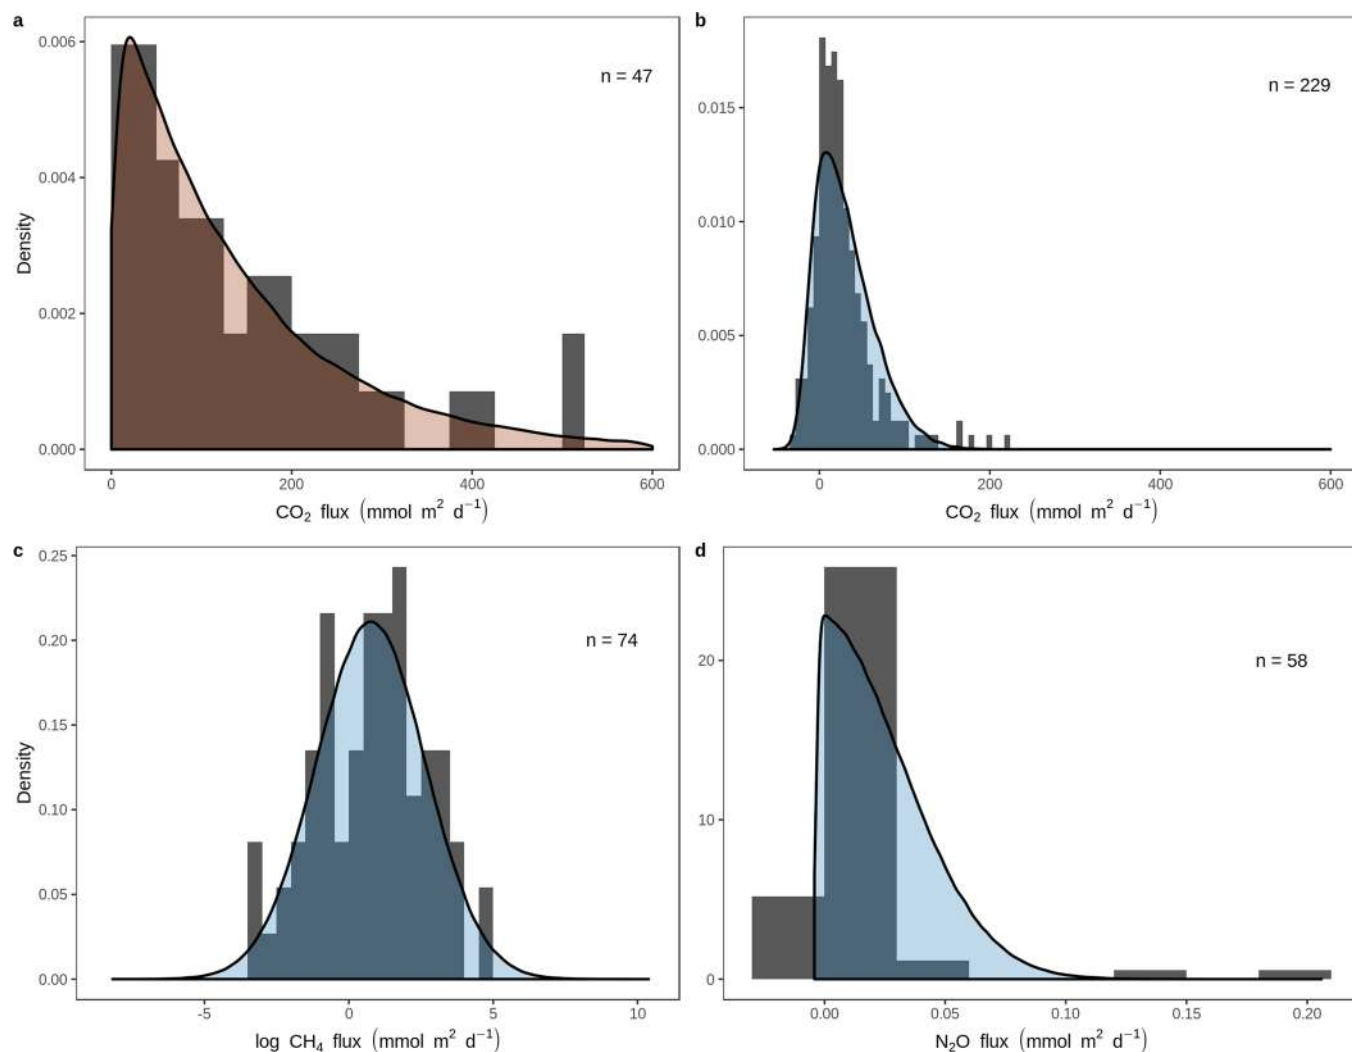 a
0.006
0.004
0.002
0.000
Density
n = 47
0
200
400
600
CO₂ flux (mmol m² d⁻¹)
b
0.015
0.010
0.005
0.000
n = 229
0
200
400
600
CO₂ flux (mmol m² d⁻¹)
c
0.25
0.20
0.15
0.10
0.05
0.00
Density
n = 74
-5
0
5
10
log CH₄ flux (mmol m² d⁻¹)
d
20
10
0
n = 58
0.00
0.05
0.10
0.15
0.20
N₂O flux (mmol m² d⁻¹)